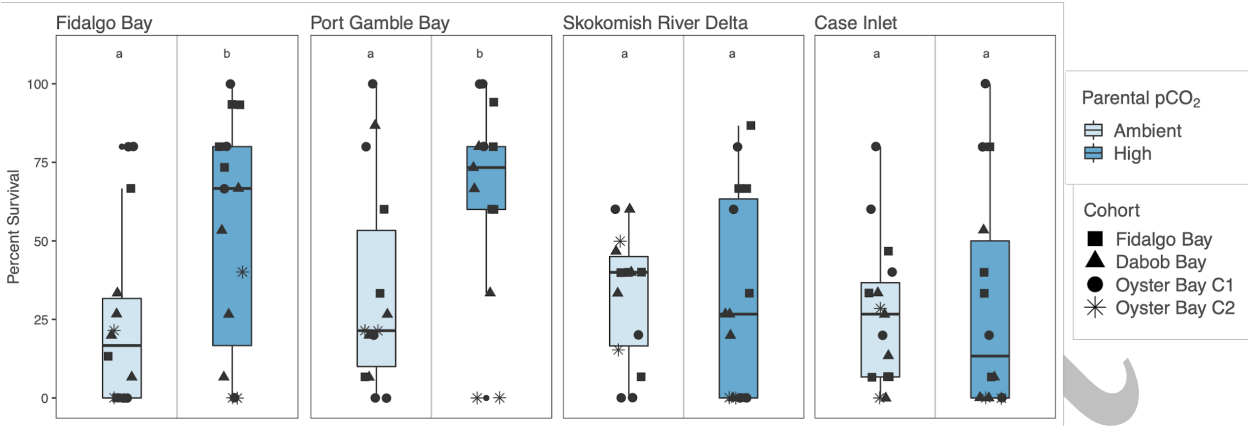 Fidalgo Bay
Port Gamble Bay
Skokomish River Delta
Case Inlet
a
b
a
b
a
a
a
a
100
75
50
25
0
Percent Survival
Parental pCO₂
Ambient
High
Cohort
Fidalgo Bay
Dabob Bay
Oyster Bay C1
Oyster Bay C2